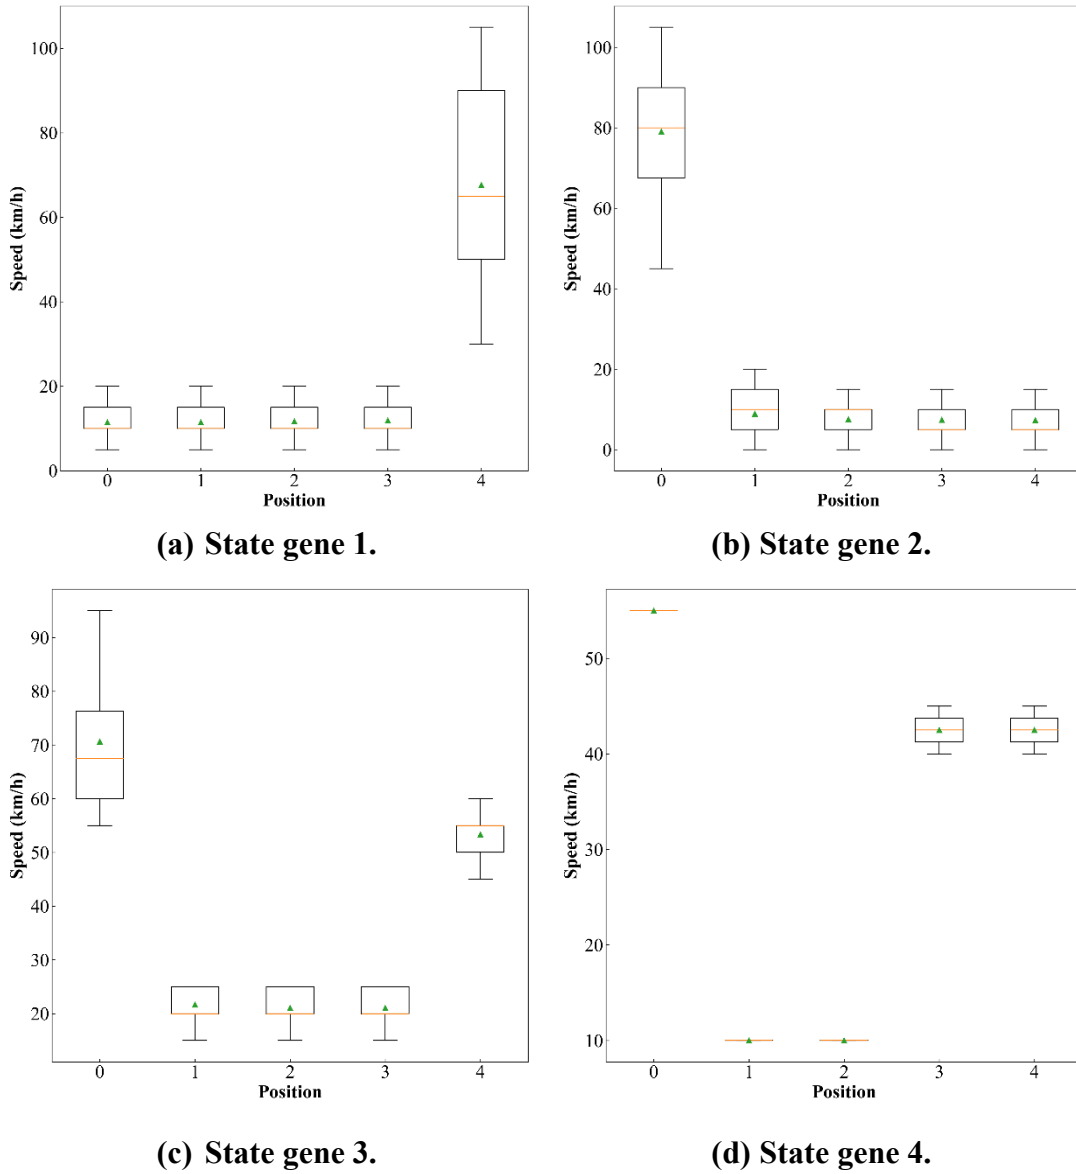 100
80
60
40
20
0
Speed (km/h)
0 1 2 3 4
Position
(a) State gene 1.
100
80
60
40
20
0
Speed (km/h)
0 1 2 3 4
Position
(b) State gene 2.
90
80
70
60
50
40
30
20
Speed (km/h)
0 1 2 3 4
Position
(c) State gene 3.
50
40
30
20
10
Speed (km/h)
0 1 2 3 4
Position
(d) State gene 4.